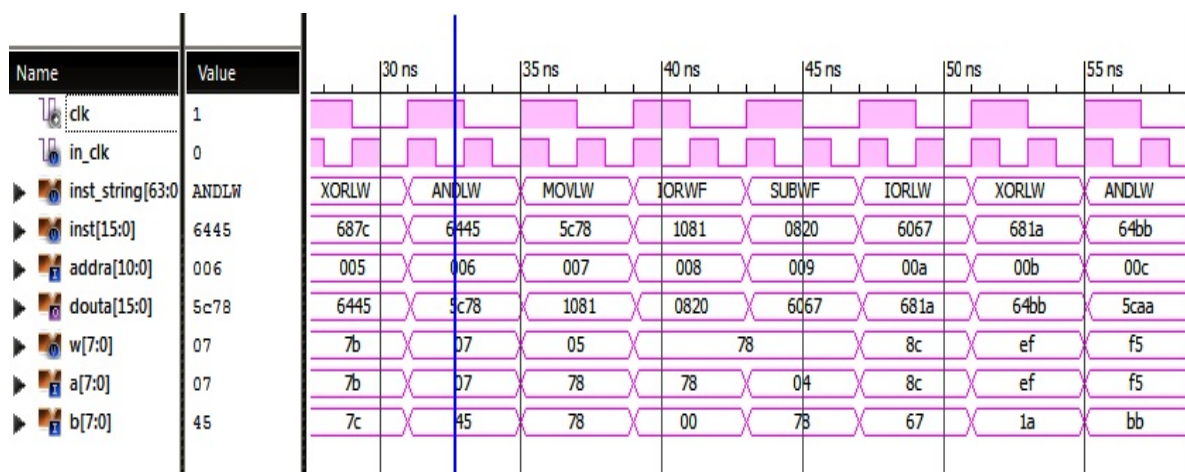 30 ns 35 ns 40 ns 45 ns 50 ns 55 ns
Name Value
clk 1
in_clk 0
inst_string[63:0 ANDLW XORLW ANDLW MOVLW IORWF SUBWF IORLW XORLW ANDLW
inst[15:0] 6445 687c 6445 5c78 1081 0820 6067 681a 64bb
addra[10:0] 006 005 006 007 008 009 00a 00b 00c
douta[15:0] 5c78 6445 5c78 1081 0820 6067 681a 64bb 5caa
w[7:0] 07 7b 07 05 78 8c ef f5
a[7:0] 07 7b 07 78 78 04 8c ef f5
b[7:0] 45 7c 45 78 00 78 67 1a bb